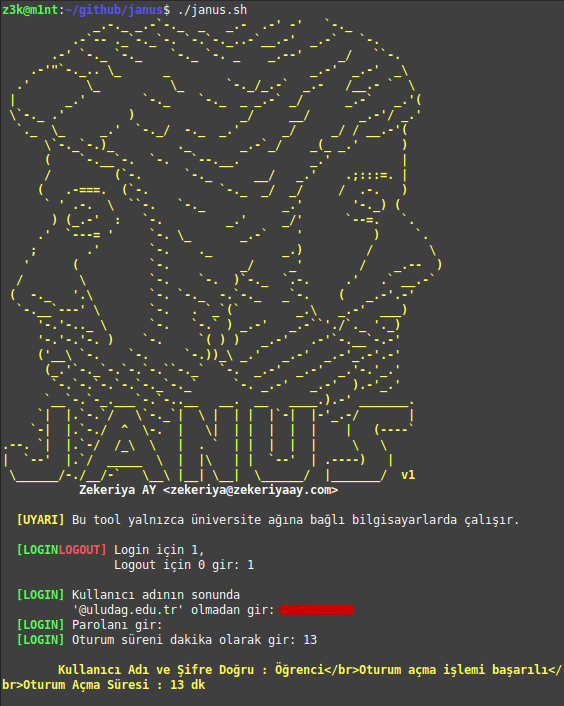 z3k@m1nt:~/github/janus$ ./janus.sh
JANUS
v1
Zekeriya AY <zekeriya@zekeriyaay.com>
[UYARI] Bu tool yalnızca üniversite ağına bağlı bilgisayarlarda çalışır.
[LOGINLOGOUT] Login için 1,
Logout için 0 gir: 1
[LOGIN] Kullanıcı adının sonunda
'@uludag.edu.tr' olmadan gir:
[LOGIN] Parolanı gir:
[LOGIN] Oturum süreni dakika olarak gir: 13
Kullanıcı Adı ve Şifre Doğru : Öğrenci</br>Oturum açma işlemi başarılı</
br>Oturum Açma Süresi : 13 dk